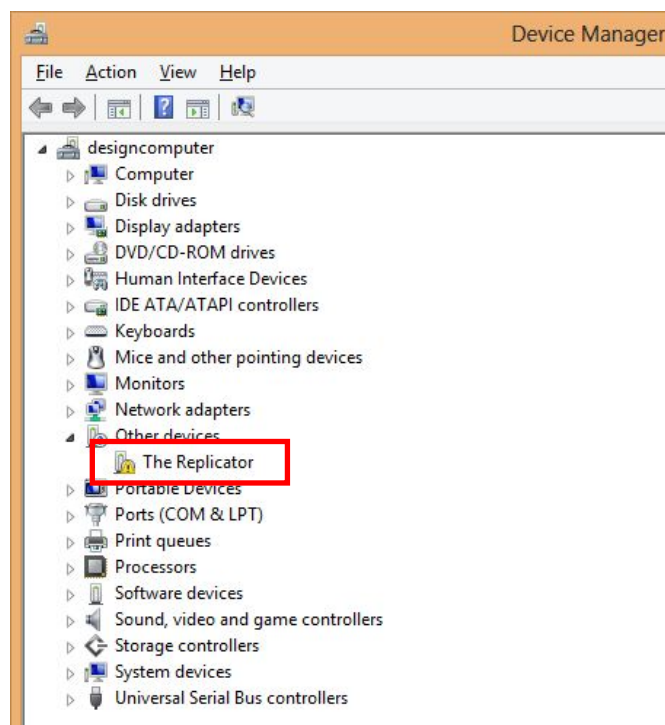 Device Manager
File Action View Help
designcomputer
Computer
Disk drives
Display adapters
DVD/CD-ROM drives
Human Interface Devices
IDE ATA/ATAPI controllers
Keyboards
Mice and other pointing devices
Monitors
Network adapters
Other devices
The Replicator
Portable Devices
Ports (COM & LPT)
Print queues
Processors
Software devices
Sound, video and game controllers
Storage controllers
System devices
Universal Serial Bus controllers